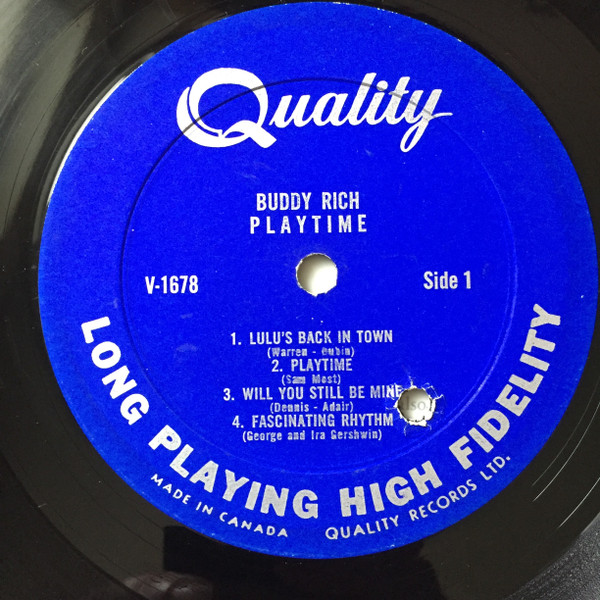 Quality
BUDDY RICH
PLAYTIME
V-1678
Side 1
1. LULU'S BACK IN TOWN
(Warren - Dubin)
2. PLAYTIME
(Sam Most)
3. WILL YOU STILL BE MINE
(Dennis - Adair)
4. FASCINATING RHYTHM
(George and Ira Gershwin)
LONG PLAYING HIGH FIDELITY
MADE IN CANADA QUALITY RECORDS LTD.